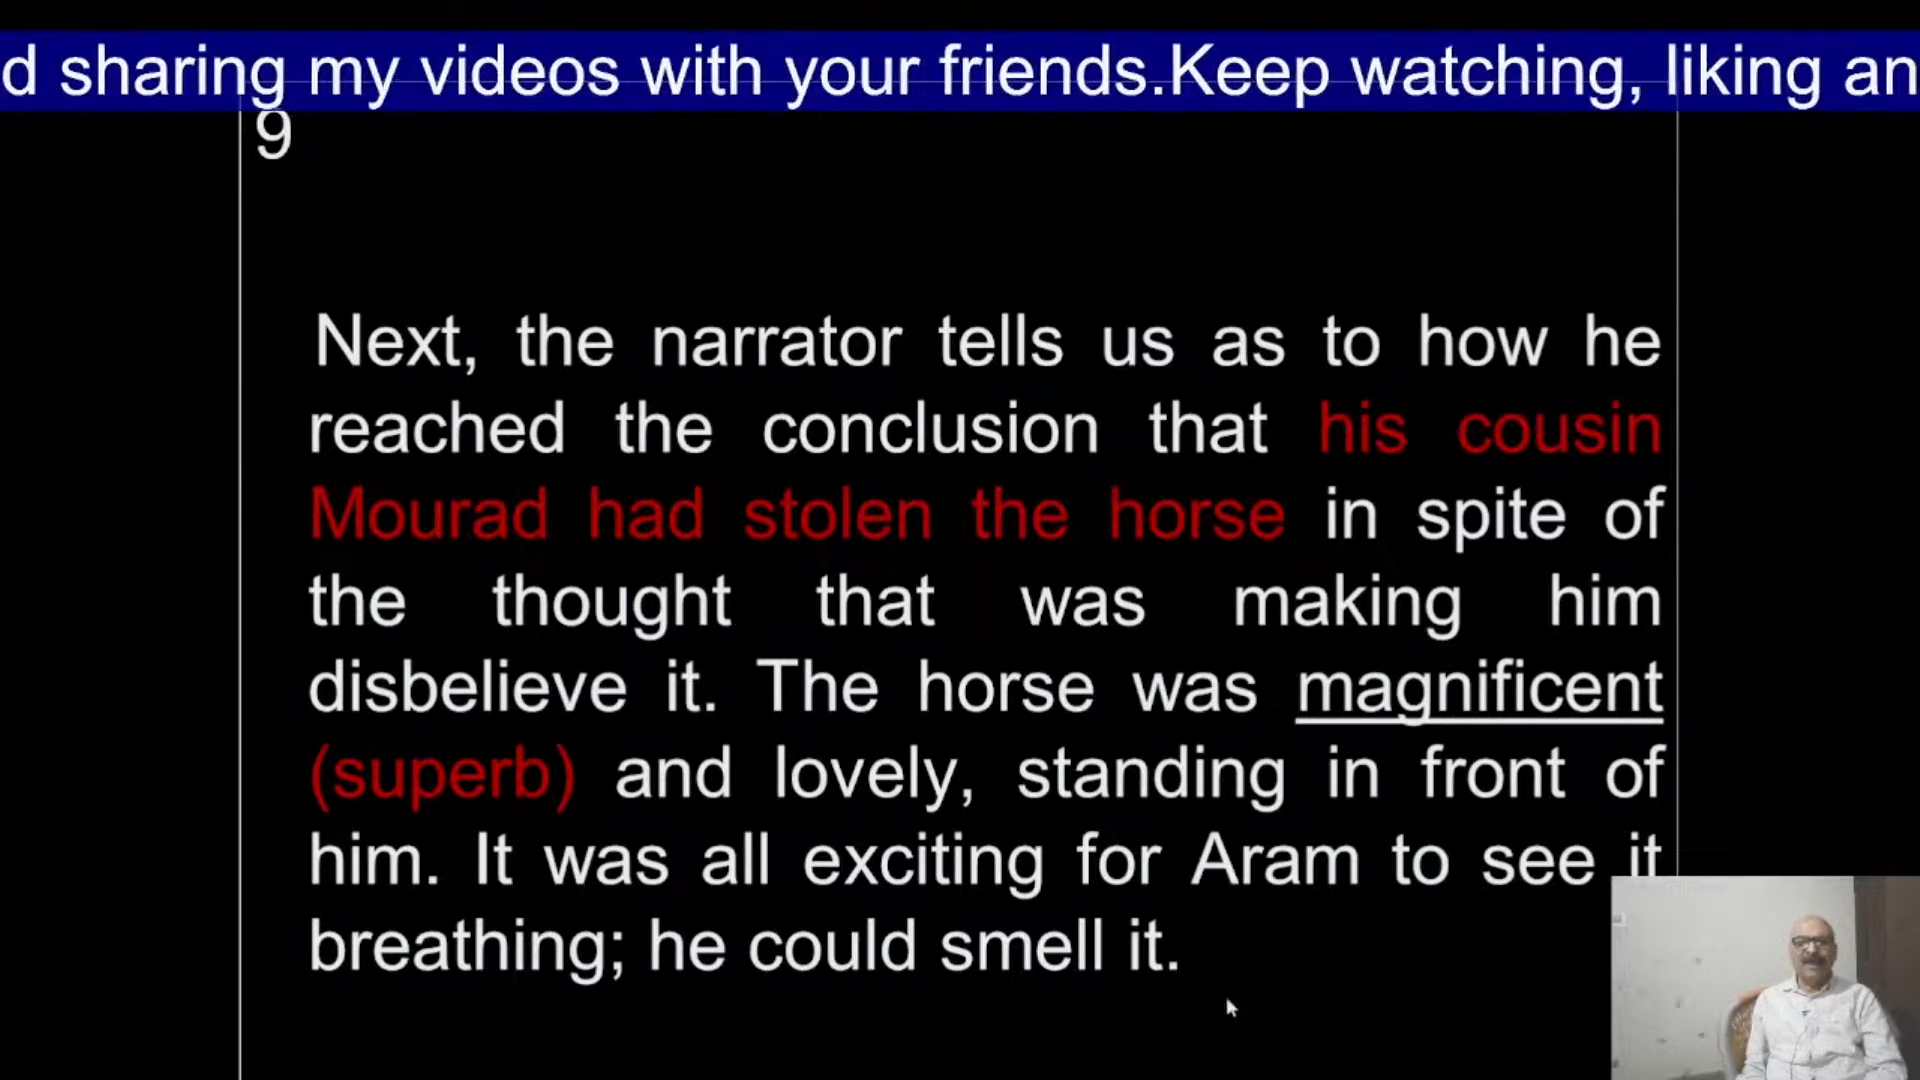 d sharing my videos with your friends.Keep watching, liking an
9
Next, the narrator tells us as to how he
reached the conclusion that his cousin
Mourad had stolen the horse in spite of
the thought that was making him
disbelieve it. The horse was magnificent
(superb) and lovely, standing in front of
him. It was all exciting for Aram to see it
breathing; he could smell it.